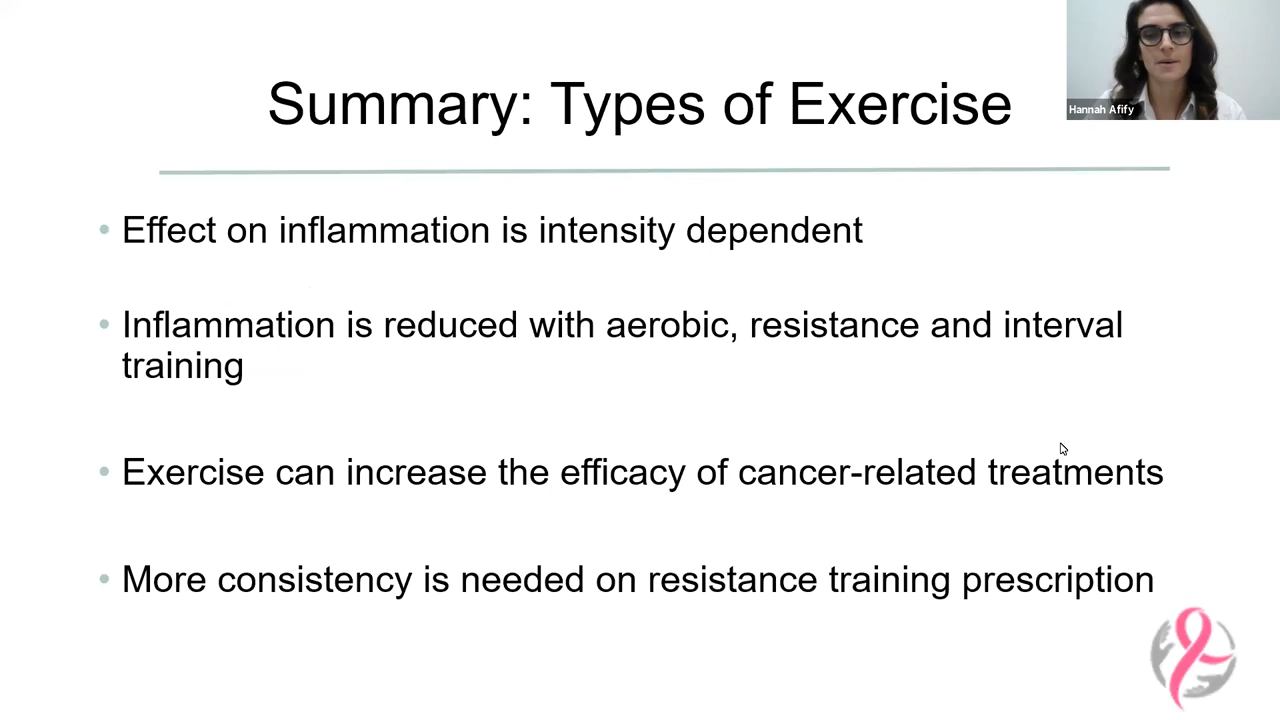 Summary: Types of Exercise
Hannah Afify
• Effect on inflammation is intensity dependent
• Inflammation is reduced with aerobic, resistance and interval
training
• Exercise can increase the efficacy of cancer-related treatments
• More consistency is needed on resistance training prescription